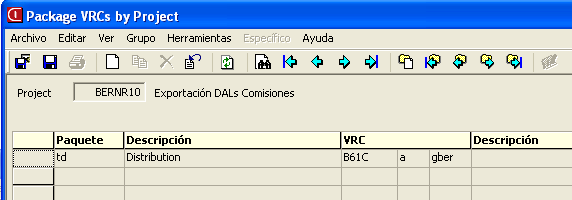 Package VRCs by Project
Archivo Editar Ver Grupo Herramientas Específico Ayuda
Project BERNR10 Exportación DALs Comisiones
Paquete Descripción VRC Descripción
td Distribution B61C a gber